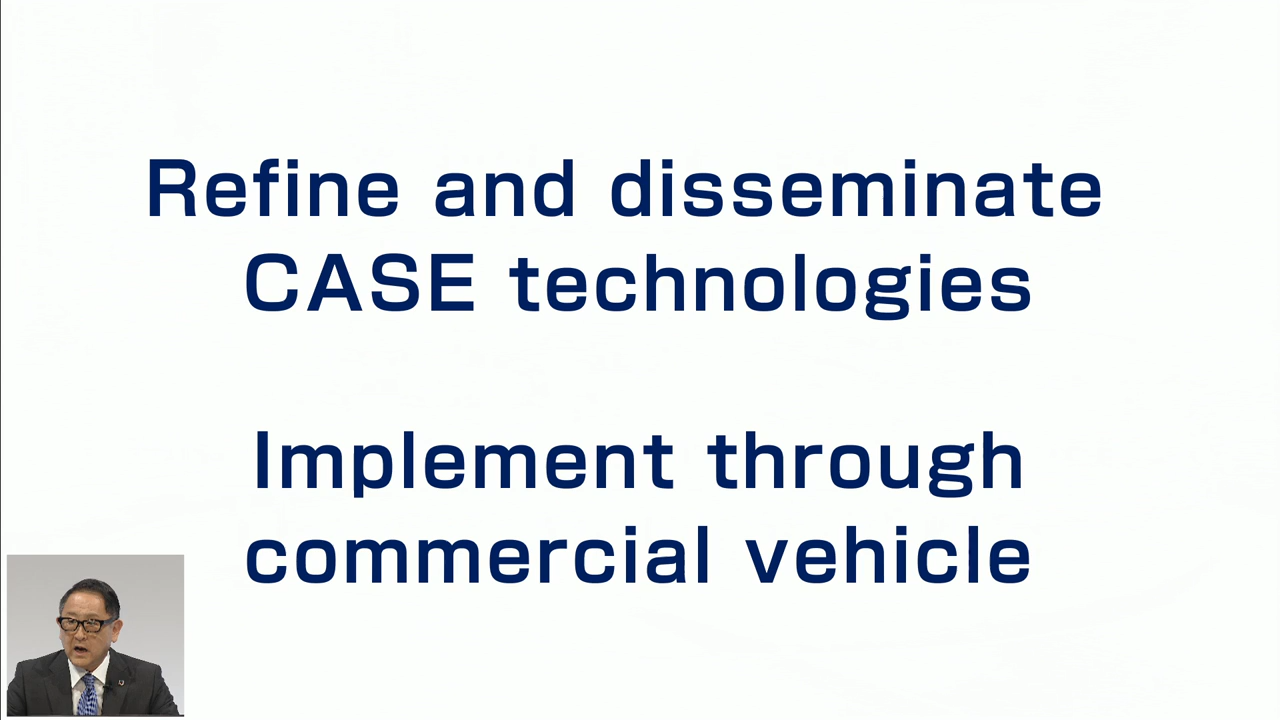 Refine and disseminate
CASE technologies
Implement through
commercial vehicle